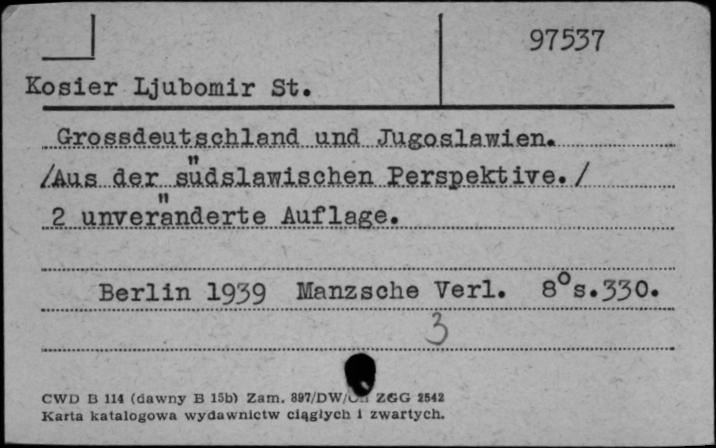 97537
Kosier Ljubomir St.
Grossdeutschland und Jugoslawien.
/Aus der südslawischen Perspektive./
2 unveränderte Auflage.
Berlin 1939 Manzsche Verl. 8° s.330.
3
CWD B 114 (dawny B 15b) Zam. 897/DW/ ZGG 2542
Karta katalogowa wydawnictw ciągłych i zwartych.